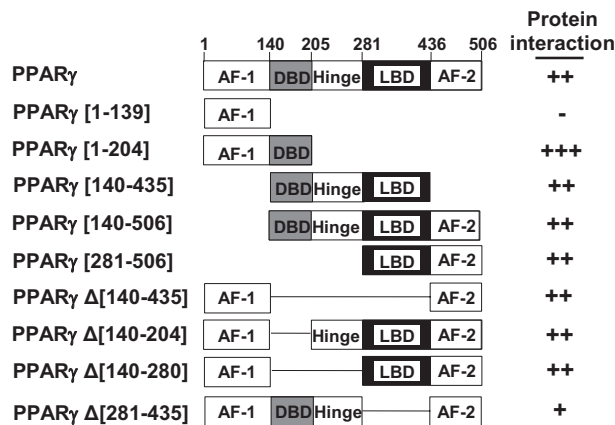 Protein
interaction
1 140 205 281 436 506
PPARγ AF-1 DBD Hinge LBD AF-2 ++
PPARγ [1-139] AF-1 -
PPARγ [1-204] AF-1 DBD +++
PPARγ [140-435] DBD Hinge LBD ++
PPARγ [140-506] DBD Hinge LBD AF-2 ++
PPARγ [281-506] LBD AF-2 ++
PPARγ Δ[140-435] AF-1 AF-2 ++
PPARγ Δ[140-204] AF-1 Hinge LBD AF-2 ++
PPARγ Δ[140-280] AF-1 LBD AF-2 ++
PPARγ Δ[281-435] AF-1 DBD Hinge AF-2 +